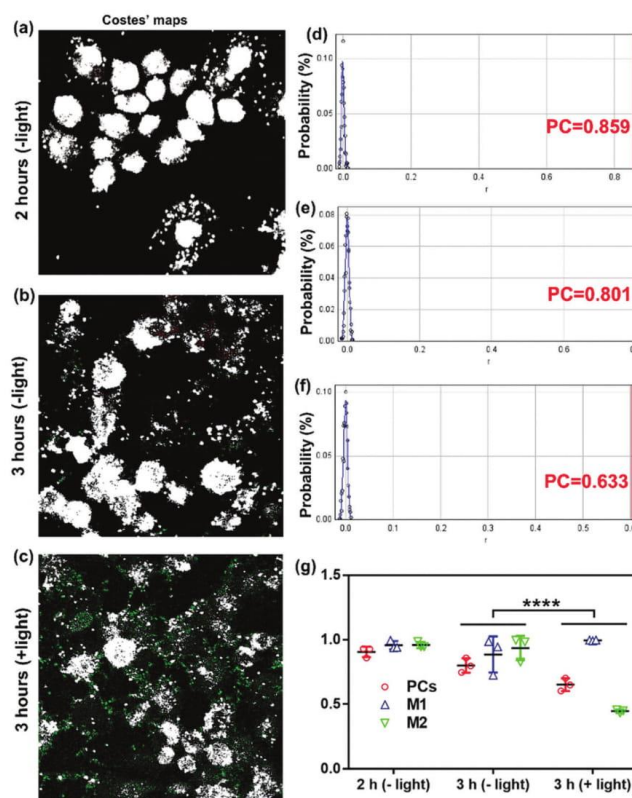 Costes' maps
(a)
2 hours (-light)
(b)
3 hours (-light)
(c)
3 hours (+light)
(d)
Probability (%)
0.10
0.05
0.00
PC=0.859
0.0 0.2 0.4 0.6 0.8
r
(e)
Probability (%)
0.08
0.06
0.04
0.02
0.00
PC=0.801
0.0 0.2 0.4 0.6 0.8
r
(f)
Probability (%)
0.10
0.05
0.00
PC=0.633
0.0 0.1 0.2 0.3 0.4 0.5
r
(g)
1.5
1.0
0.5
0.0
****
PCs
M1
M2
2 h (- light) 3 h (- light) 3 h (+ light)